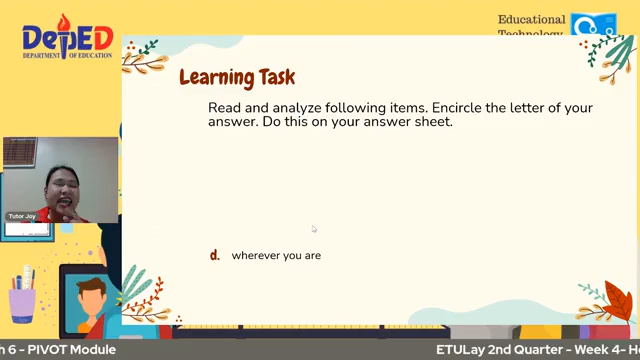 DepED
DEPARTMENT OF EDUCATION
Educational
Technology
Learning Task
Read and analyze following items. Encircle the letter of your
answer. Do this on your answer sheet.
Tutor Joy
d. wherever you are
h 6 - PIVOT Module
ETULay 2nd Quarter - Week 4- He